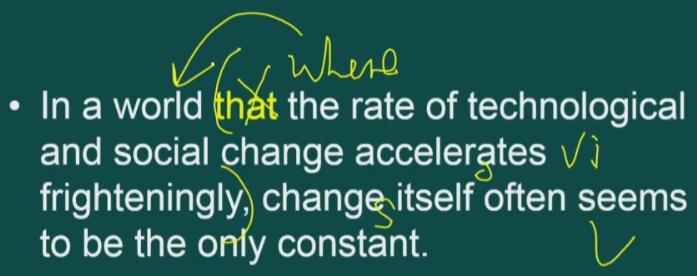 where
• In a world that the rate of technological
and social change accelerates vi
frighteningly, change itself often seems
s s
to be the only constant. v